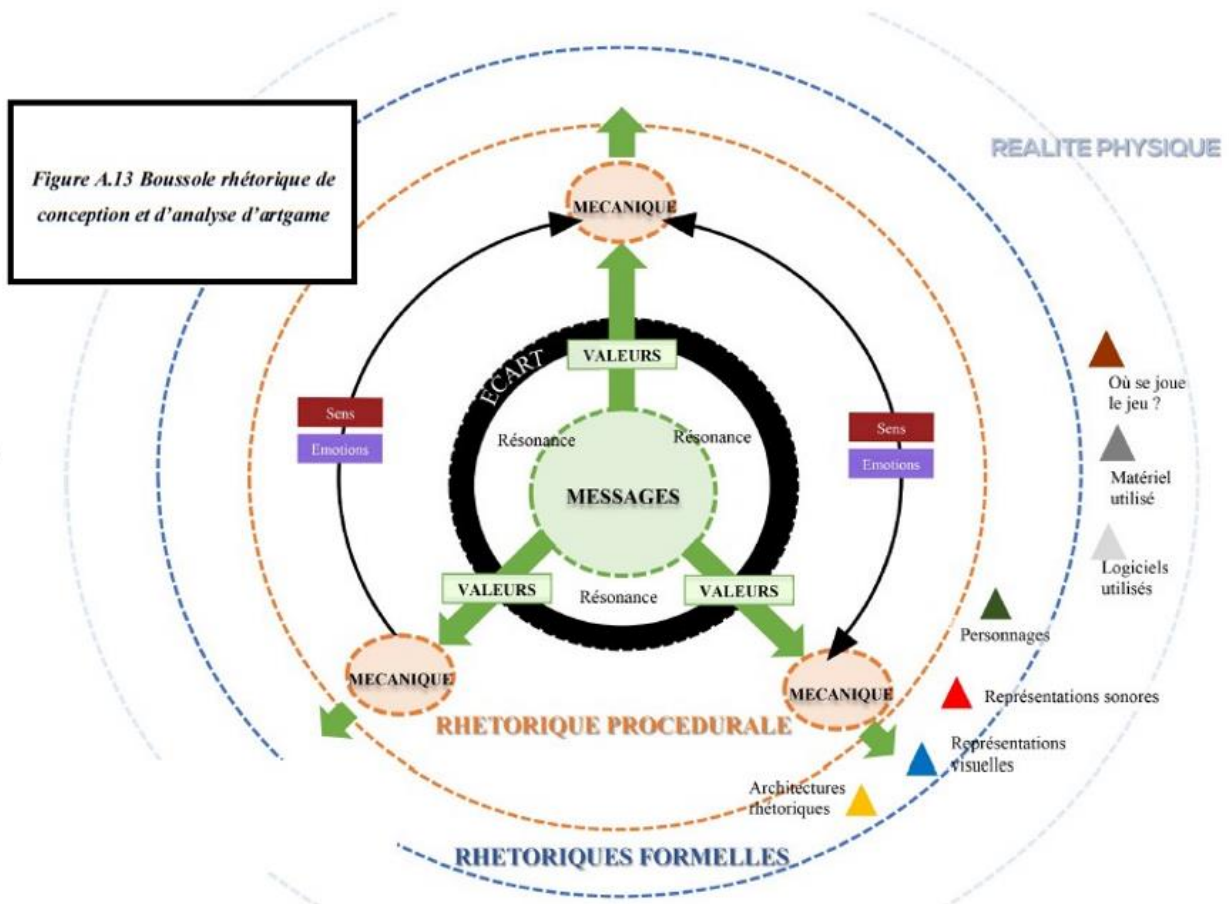 Figure A.13 Boussole rhétorique de
conception et d'analyse d'artgame
REALITE PHYSIQUE
MECANIQUE
VALEURS
ÉCART
Sens
Emotions
Résonance
Résonance
Sens
Emotions
MESSAGES
Où se joue
le jeu ?
Matériel
utilisé
Logiciels
utilisés
VALEURS
Résonance
VALEURS
Personnages
MECANIQUE
MECANIQUE
Représentations sonores
RHETORIQUE PROCEDURALE
Représentations
visuelles
Architectures
rhétoriques
RHETORIQUES FORMELLES